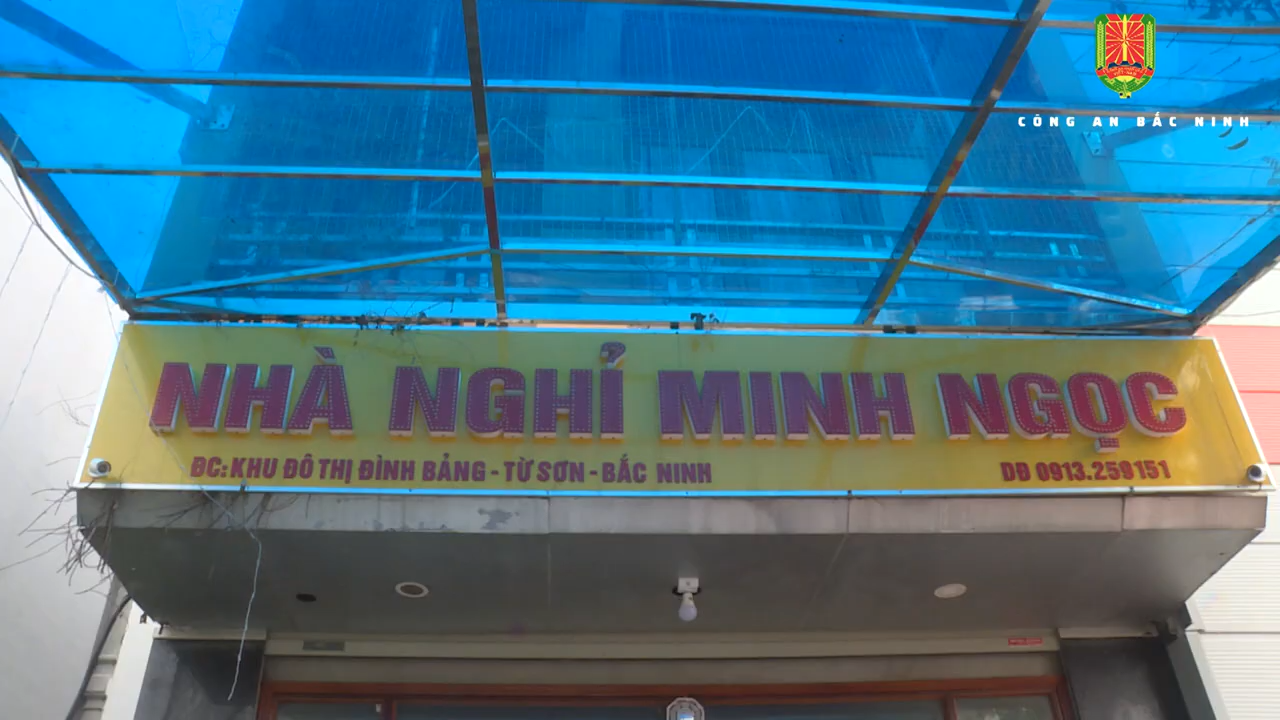 CÔNG AN BẮC NINH
NHÀ NGHỈ MINH NGỌC
ĐC: KHU ĐÔ THỊ ĐÌNH BẢNG - TỪ SƠN - BẮC NINH
DĐ 0913.259151